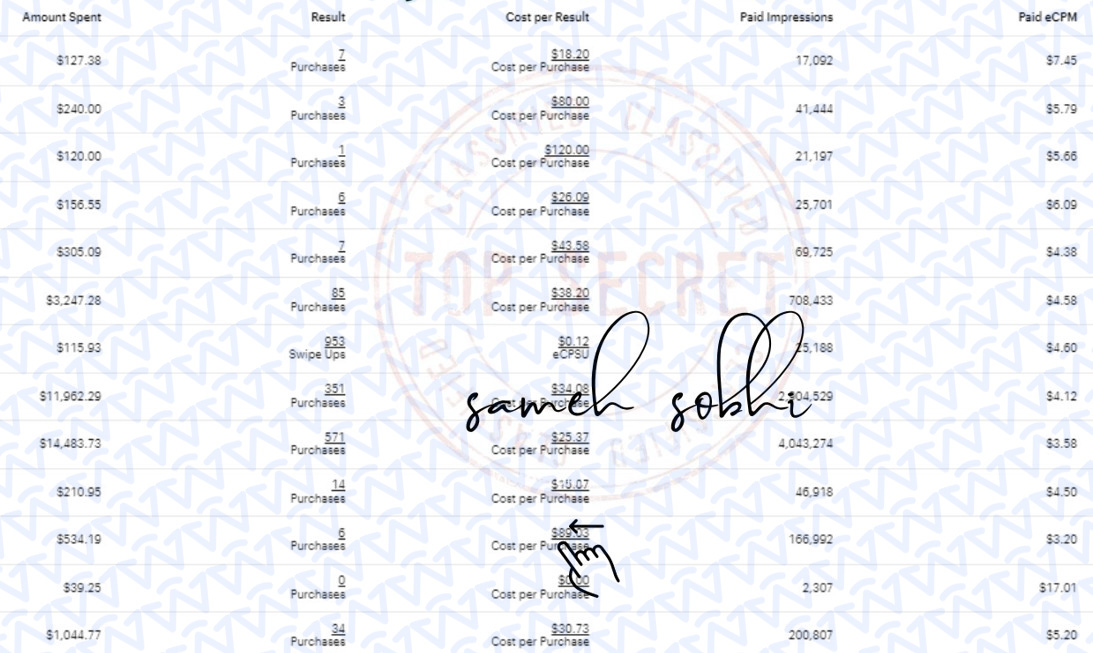 Amount Spent Result Cost per Result Paid Impressions Paid eCPM
$127.38 7 Purchases $18.20 Cost per Purchase 17,092 $7.45
$240.00 3 Purchases $80.00 Cost per Purchase 41,444 $5.79
$120.00 1 Purchases $120.00 Cost per Purchase 21,197 $5.66
$156.55 6 Purchases $26.09 Cost per Purchase 25,701 $6.09
$305.09 7 Purchases $43.58 Cost per Purchase 69,725 $4.38
$3,247.28 85 Purchases $38.20 Cost per Purchase 708,433 $4.58
$115.93 953 Swipe Ups $0.12 eCPSU 25,188 $4.60
$11,962.29 351 Purchases $34.08 Cost per Purchase 2,904,529 $4.12
$14,483.73 571 Purchases $25.37 Cost per Purchase 4,043,274 $3.58
$210.95 14 Purchases $15.07 Cost per Purchase 46,918 $4.50
$534.19 6 Purchases $89.03 Cost per Purchase 166,992 $3.20
$39.25 0 Purchases $0.00 Cost per Purchase 2,307 $17.01
$1,044.77 34 Purchases $30.73 Cost per Purchase 200,807 $5.20
CLASSIFIED CLASSIFIED
TOP SECRET
sameh sobhi